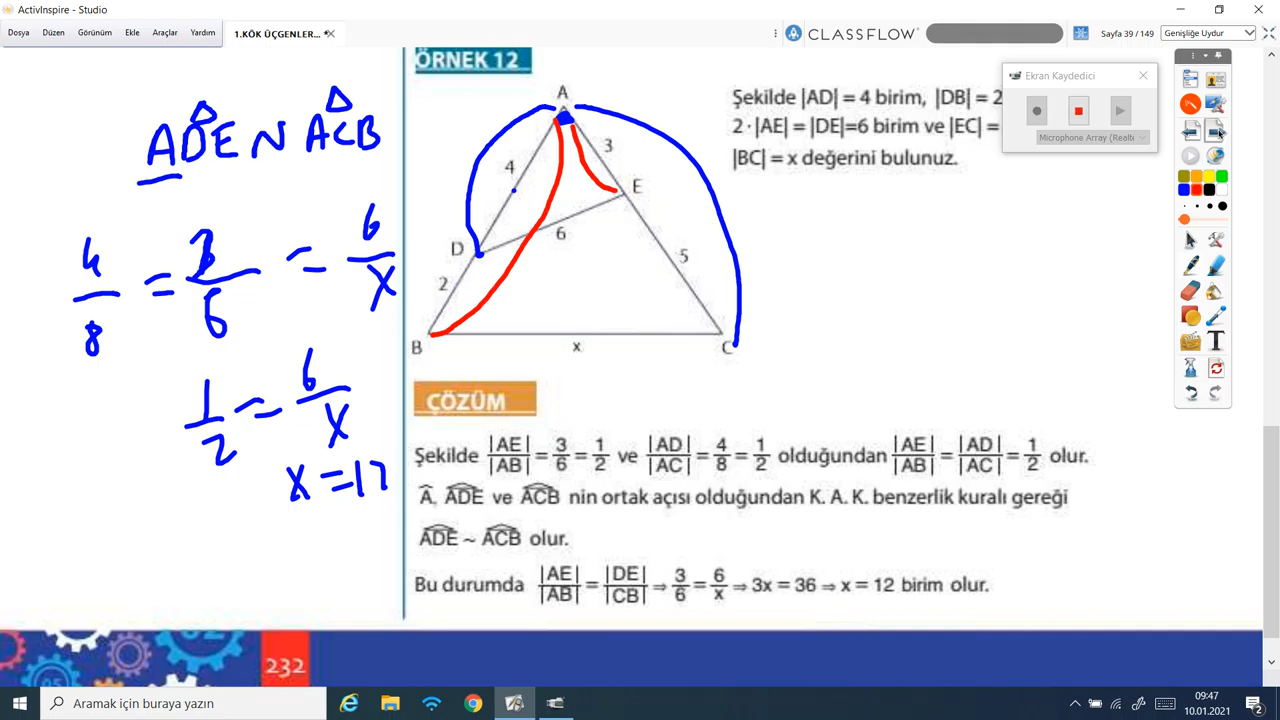 ActivInspire - Studio
Dosya Düzen Görünüm Ekle Araçlar Yardım
1.KÖK ÜÇGENLER...
CLASSFLOW
Sayfa 39 / 149
Genişliğe Uydur
Ekran Kaydedici
Microphone Array (Realt
ÖRNEK 12
Şekilde |AD| = 4 birim, |DB| = 2
2·|AE| = |DE|=6 birim ve |EC| =
|BC| = x değerini bulunuz.
A
4
3
E
D
6
2
5
B
x
C
ADE N ACB
4/8 = 3/6 = 6/x
1/2 = 6/x
x = 12
ÇÖZÜM
Şekilde |AE|/|AB| = 3/6 = 1/2 ve |AD|/|AC| = 4/8 = 1/2 olduğundan |AE|/|AB| = |AD|/|AC| = 1/2 olur.
A, ADE ve ACB nin ortak açısı olduğundan K. A. K. benzerlik kuralı gereği
ADE ~ ACB olur.
Bu durumda |AE|/|AB| = |DE|/|CB| ⇒ 3/6 = 6/x ⇒ 3x = 36 ⇒ x = 12 birim olur.
232
Aramak için buraya yazın
09:47
10.01.2021
2